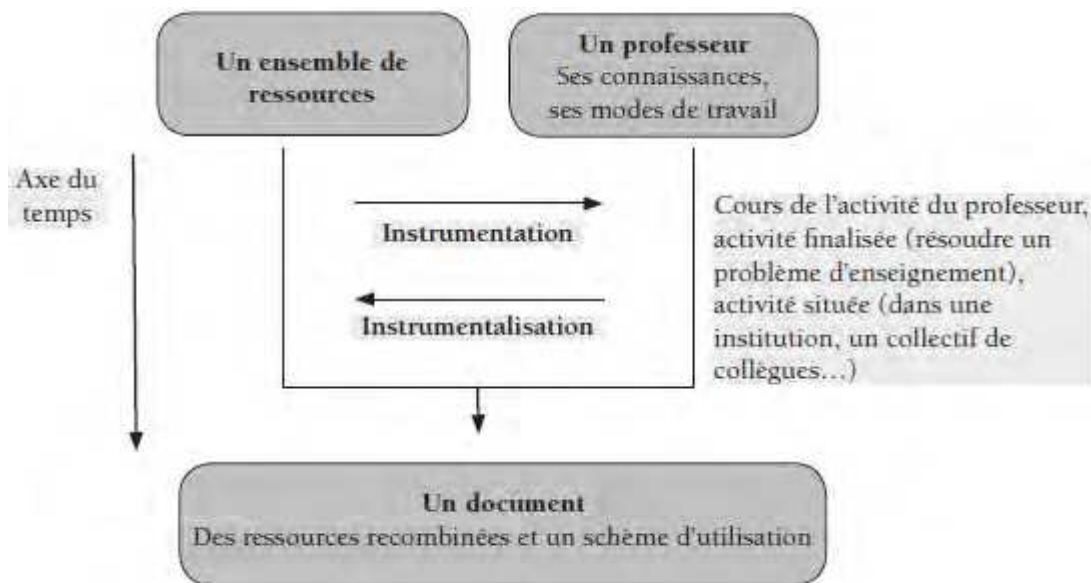 Un ensemble de
ressources
Un professeur
Ses connaissances,
ses modes de travail
Axe du
temps
Instrumentation
Instrumentalisation
Cours de l'activité du professeur,
activité finalisée (résoudre un
problème d'enseignement),
activité située (dans une
institution, un collectif de
collègues…)
Un document
Des ressources recombinées et un schème d'utilisation